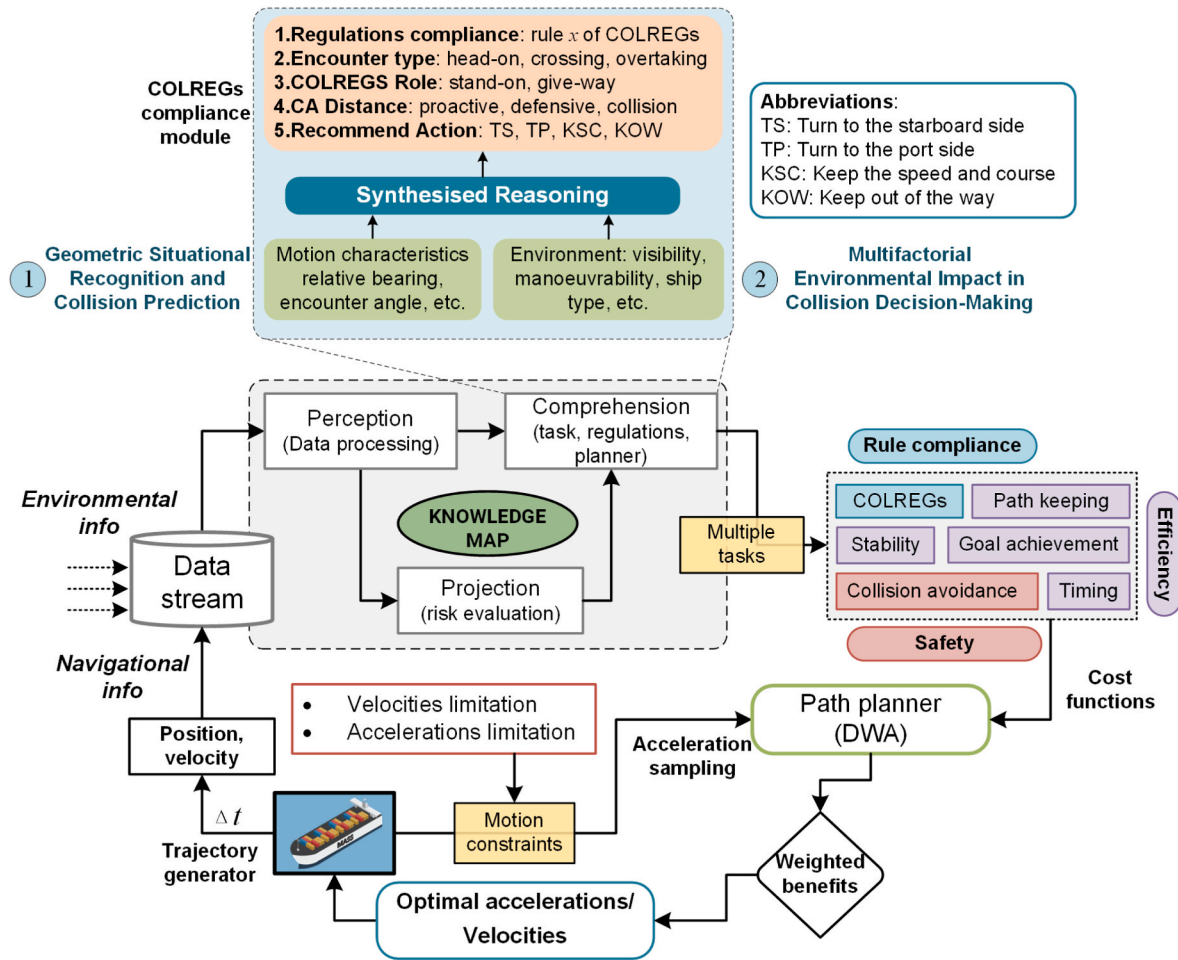 COLREGs
compliance
module
1.Regulations compliance: rule x of COLREGs
2.Encounter type: head-on, crossing, overtaking
3.COLREGS Role: stand-on, give-way
4.CA Distance: proactive, defensive, collision
5.Recommend Action: TS, TP, KSC, KOW
Synthesised Reasoning
Motion characteristics
relative bearing,
encounter angle, etc.
Environment: visibility,
manoeuvrability, ship
type, etc.
Abbreviations:
TS: Turn to the starboard side
TP: Turn to the port side
KSC: Keep the speed and course
KOW: Keep out of the way
1
Geometric Situational
Recognition and
Collision Prediction
2
Multifactorial
Environmental Impact in
Collision Decision-Making
Perception
(Data processing)
Comprehension
(task, regulations,
planner)
KNOWLEDGE
MAP
Projection
(risk evaluation)
Environmental
info
Data
stream
Navigational
info
Multiple
tasks
Rule compliance
COLREGs
Path keeping
Stability
Goal achievement
Collision avoidance
Timing
Efficiency
Safety
Cost
functions
Position,
velocity
• Velocities limitation
• Accelerations limitation
Acceleration
sampling
Path planner
(DWA)
Δt
Trajectory
generator
MASS
Motion
constraints
Weighted
benefits
Optimal accelerations/
Velocities